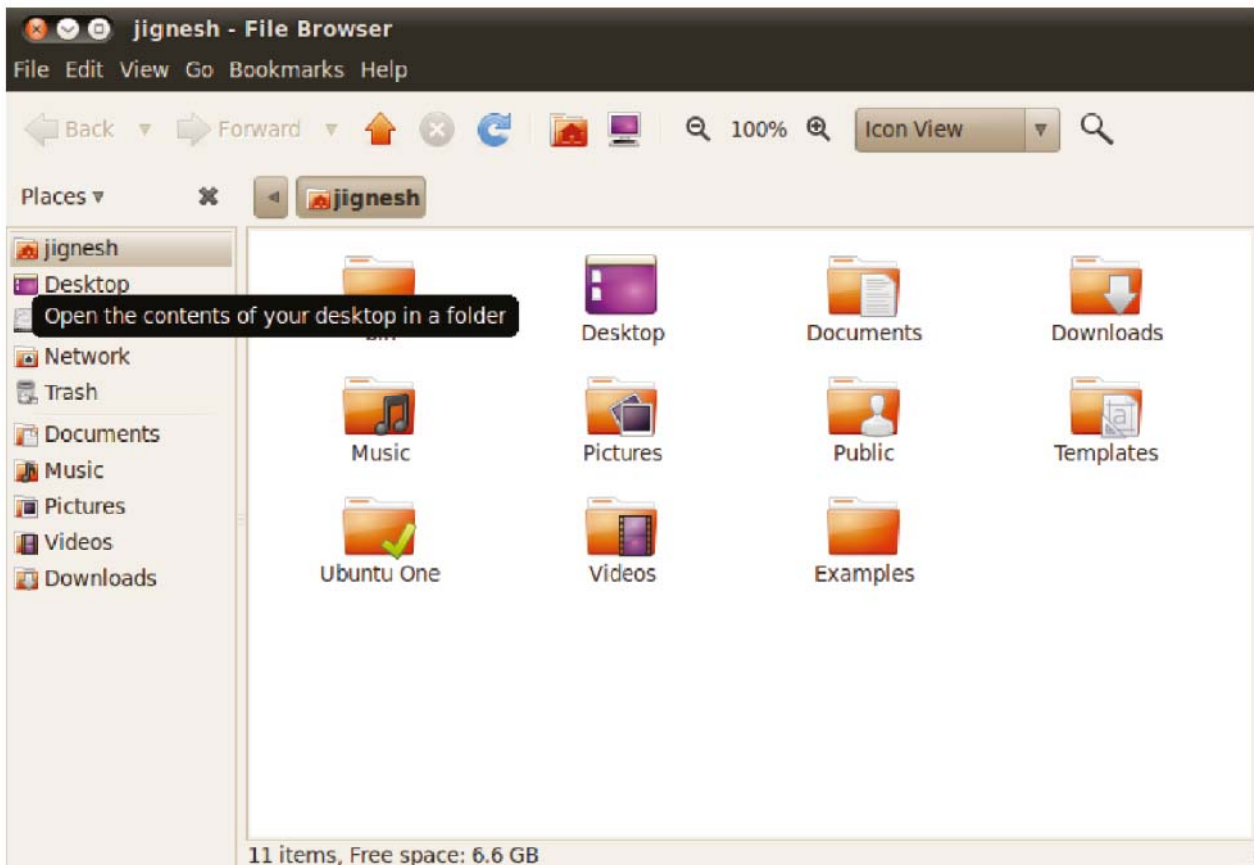 jignesh - File Browser
File Edit View Go Bookmarks Help
Back Forward 100% Icon View
Places jignesh
jignesh
Desktop
Open the contents of your desktop in a folder
Network
Trash
Documents
Music
Pictures
Videos
Downloads
bin Desktop Documents Downloads
Music Pictures Public Templates
Ubuntu One Videos Examples
11 items, Free space: 6.6 GB